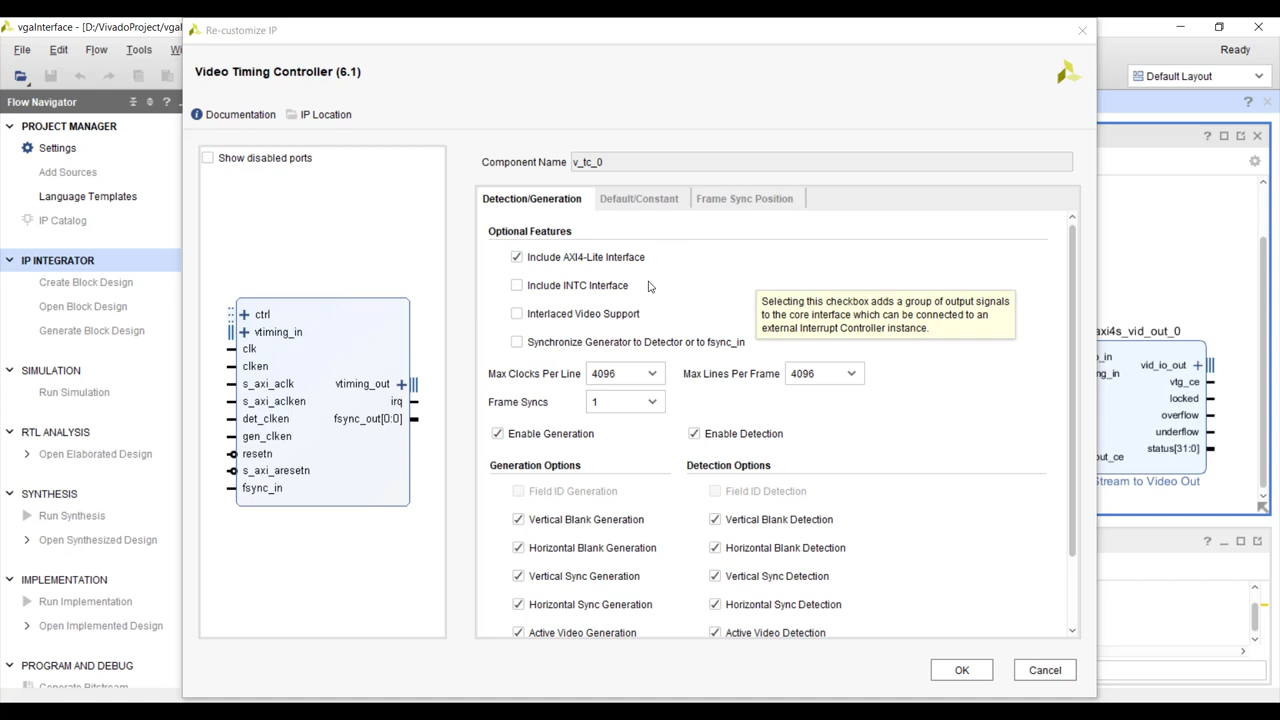 vgaInterface - [D:/VivadoProject/vgaI
Re-customize IP
File Edit Flow Tools
Ready
Video Timing Controller (6.1)
Default Layout
Flow Navigator
Documentation IP Location
PROJECT MANAGER
Settings
Add Sources
Language Templates
IP Catalog
IP INTEGRATOR
Create Block Design
Open Block Design
Generate Block Design
SIMULATION
Run Simulation
RTL ANALYSIS
Open Elaborated Design
SYNTHESIS
Run Synthesis
Open Synthesized Design
IMPLEMENTATION
Run Implementation
Open Implemented Design
PROGRAM AND DEBUG
Generate Bitstream
Show disabled ports
ctrl
vtiming_in
clk
clken
s_axi_aclk
s_axi_aclken
det_clken
gen_clken
resetn
s_axi_aresetn
fsync_in
vtiming_out
irq
fsync_out[0:0]
Component Name v_tc_0
Detection/Generation Default/Constant Frame Sync Position
Optional Features
Include AXI4-Lite Interface
Include INTC Interface
Interlaced Video Support
Synchronize Generator to Detector or to fsync_in
Selecting this checkbox adds a group of output signals
to the core interface which can be connected to an
external Interrupt Controller instance.
Max Clocks Per Line 4096 Max Lines Per Frame 4096
Frame Syncs 1
Enable Generation Enable Detection
Generation Options Detection Options
Field ID Generation Field ID Detection
Vertical Blank Generation Vertical Blank Detection
Horizontal Blank Generation Horizontal Blank Detection
Vertical Sync Generation Vertical Sync Detection
Horizontal Sync Generation Horizontal Sync Detection
Active Video Generation Active Video Detection
OK Cancel
axi4s_vid_out_0
o_in
ng_in
out_ce
vid_io_out
vtg_ce
locked
overflow
underflow
status[31:0]
Stream to Video Out